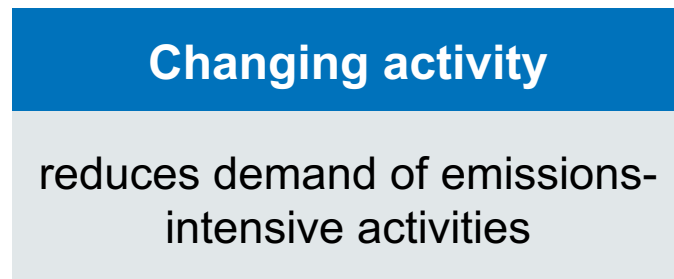 Changing activity
reduces demand of emissions-
intensive activities